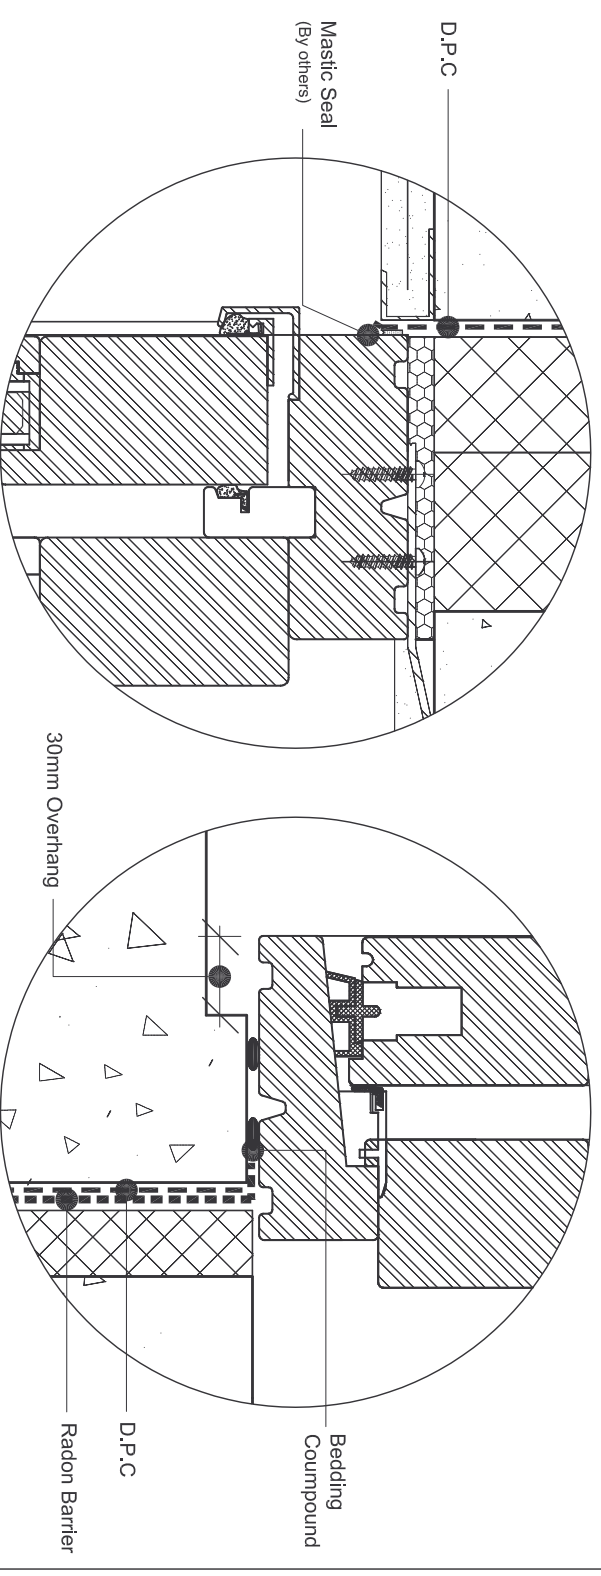 D.P.C
Mastic Seal
(By others)
30mm Overhang
Bedding
Coumpound
D.P.C
Radon Barrier